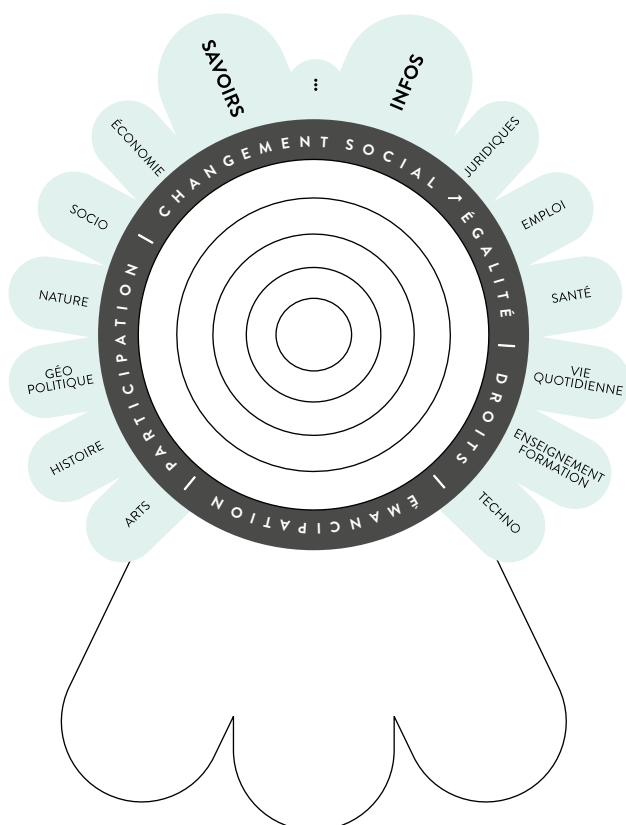 SAVOIRS
...
INFOS
ÉCONOMIE
SOCIO
NATURE
GÉO
POLITIQUE
HISTOIRE
ARTS
JURIDIQUES
EMPLOI
SANTÉ
VIE
QUOTIDIENNE
ENSEIGNEMENT
FORMATION
TECHNO
CHANGEMENT SOCIAL ↗ ÉGALITÉ | DROITS | ÉMANCIPATION | PARTICIPATION |